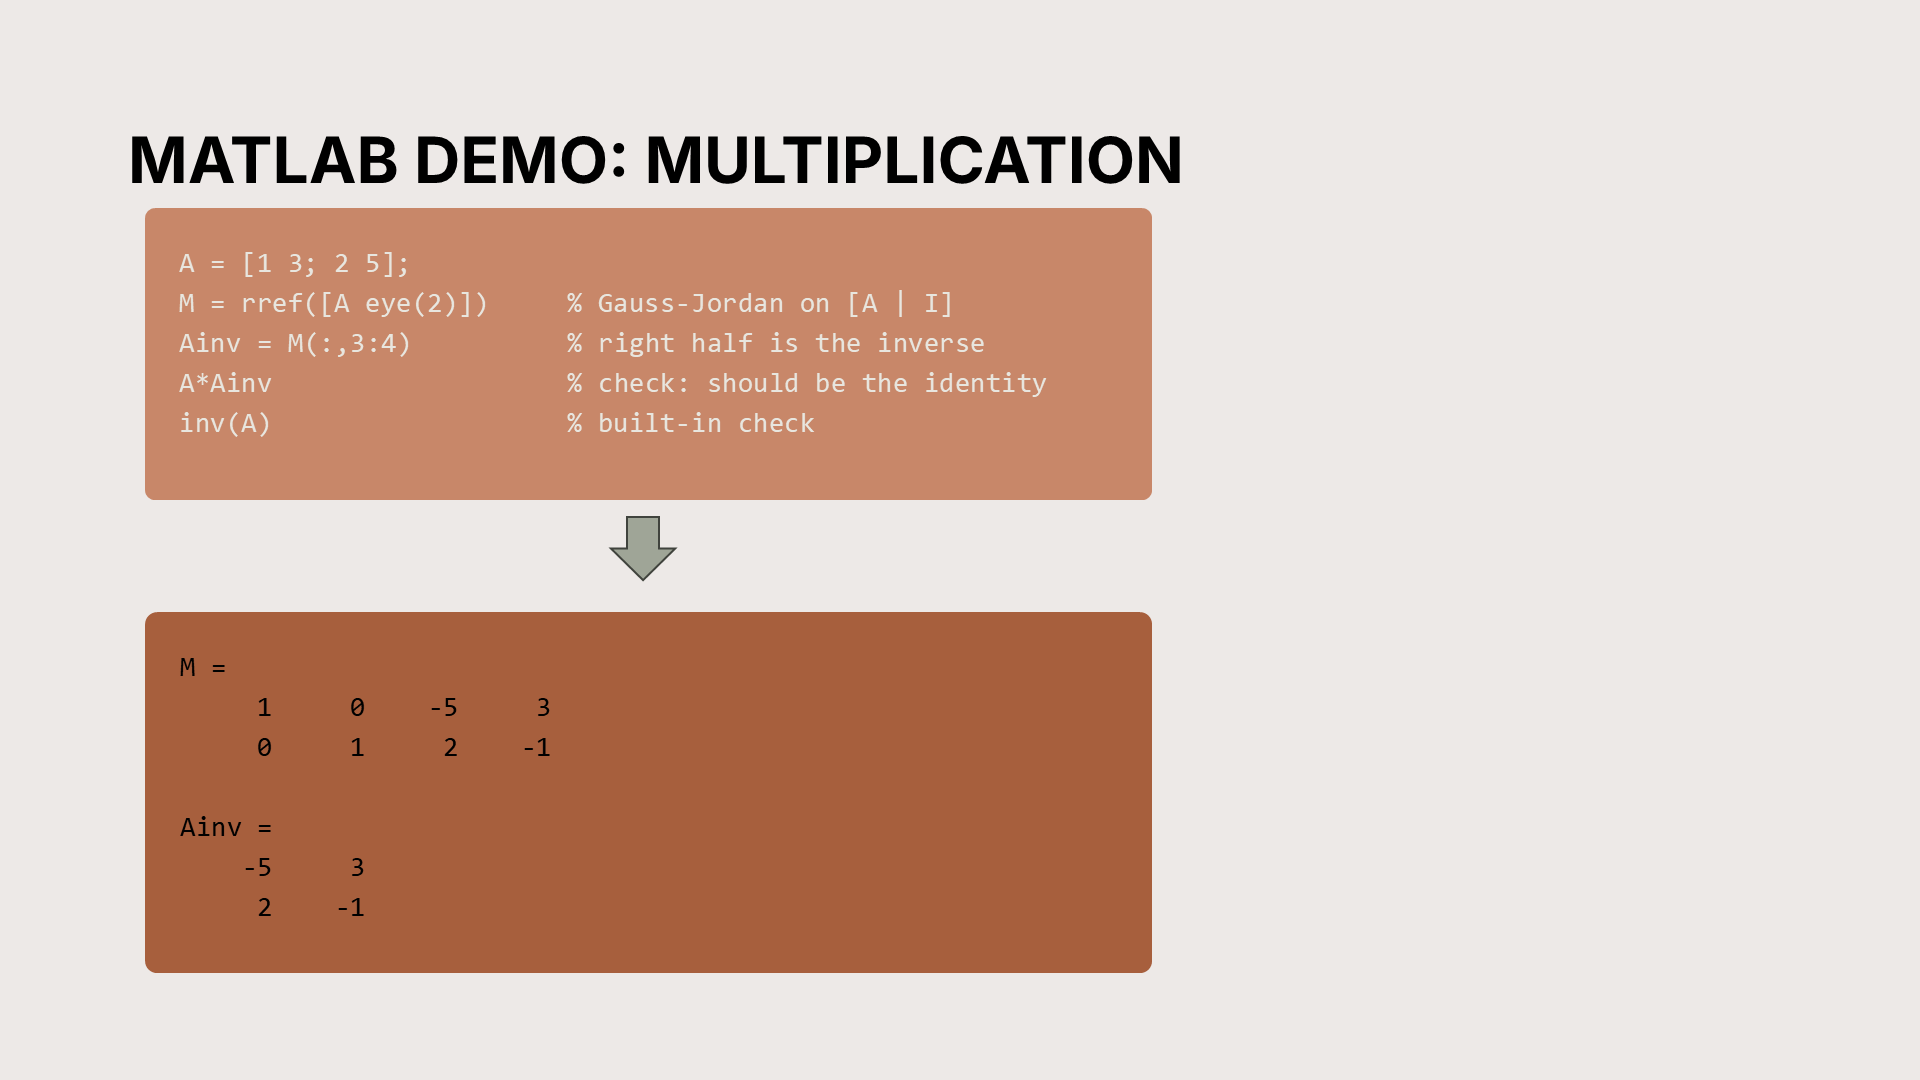 MATLAB DEMO: MULTIPLICATION
A = [1 3; 2 5];
M = rref([A eye(2)])     % Gauss-Jordan on [A | I]
Ainv = M(:,3:4)          % right half is the inverse
A*Ainv                   % check: should be the identity
inv(A)                   % built-in check
M =
     1     0    -5     3
     0     1     2    -1
Ainv =
    -5     3
     2    -1